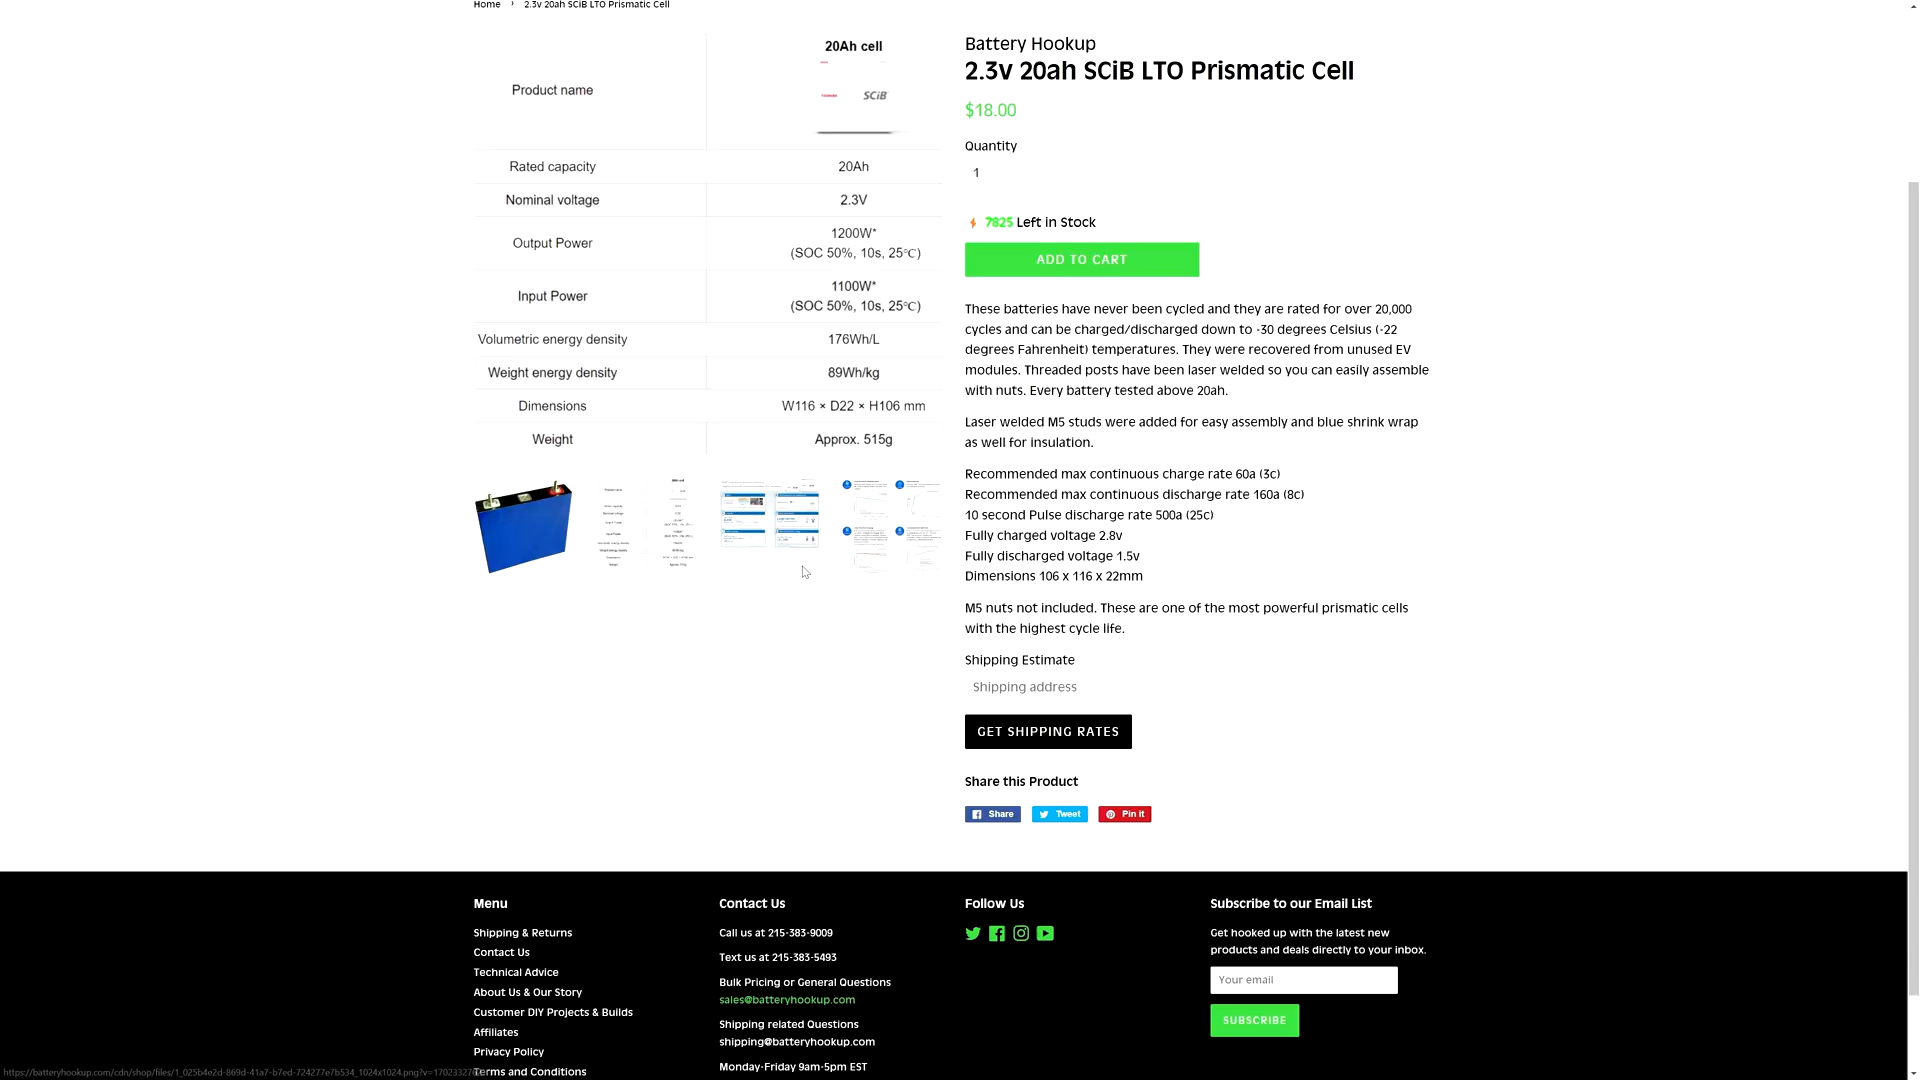 Home › 2.3v 20ah SCiB LTO Prismatic Cell
20Ah cell
Product name
TOSHIBA SCiB
Rated capacity 20Ah
Nominal voltage 2.3V
Output Power 1200W*
(SOC 50%, 10s, 25℃)
Input Power 1100W*
(SOC 50%, 10s, 25℃)
Volumetric energy density 176Wh/L
Weight energy density 89Wh/kg
Dimensions W116 × D22 × H106 mm
Weight Approx. 515g
Battery Hookup
2.3v 20ah SCiB LTO Prismatic Cell
$18.00
Quantity
1
7825 Left in Stock
ADD TO CART
These batteries have never been cycled and they are rated for over 20,000
cycles and can be charged/discharged down to -30 degrees Celsius (-22
degrees Fahrenheit) temperatures. They were recovered from unused EV
modules. Threaded posts have been laser welded so you can easily assemble
with nuts. Every battery tested above 20ah.
Laser welded M5 studs were added for easy assembly and blue shrink wrap
as well for insulation.
Recommended max continuous charge rate 60a (3c)
Recommended max continuous discharge rate 160a (8c)
10 second Pulse discharge rate 500a (25c)
Fully charged voltage 2.8v
Fully discharged voltage 1.5v
Dimensions 106 x 116 x 22mm
M5 nuts not included. These are one of the most powerful prismatic cells
with the highest cycle life.
Shipping Estimate
Shipping address
GET SHIPPING RATES
Share this Product
Share Tweet Pin it
Menu
Shipping & Returns
Contact Us
Technical Advice
About Us & Our Story
Customer DIY Projects & Builds
Affiliates
Privacy Policy
Terms and Conditions
Contact Us
Call us at 215-383-9009
Text us at 215-383-5493
Bulk Pricing or General Questions
sales@batteryhookup.com
Shipping related Questions
shipping@batteryhookup.com
Monday-Friday 9am-5pm EST
Follow Us
Subscribe to our Email List
Get hooked up with the latest new
products and deals directly to your inbox.
Your email
SUBSCRIBE